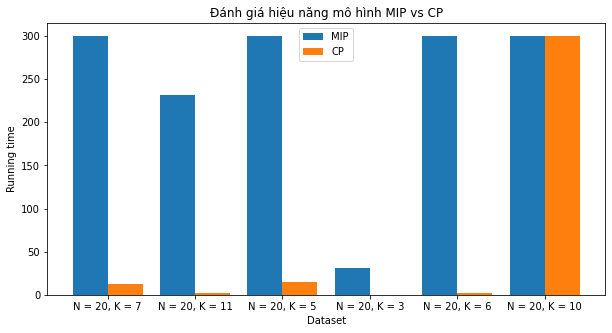 Đánh giá hiệu năng mô hình MIP vs CP
MIP
CP
Running time
300
250
200
150
100
50
0
N = 20, K = 7
N = 20, K = 11
N = 20, K = 5
N = 20, K = 3
N = 20, K = 6
N = 20, K = 10
Dataset